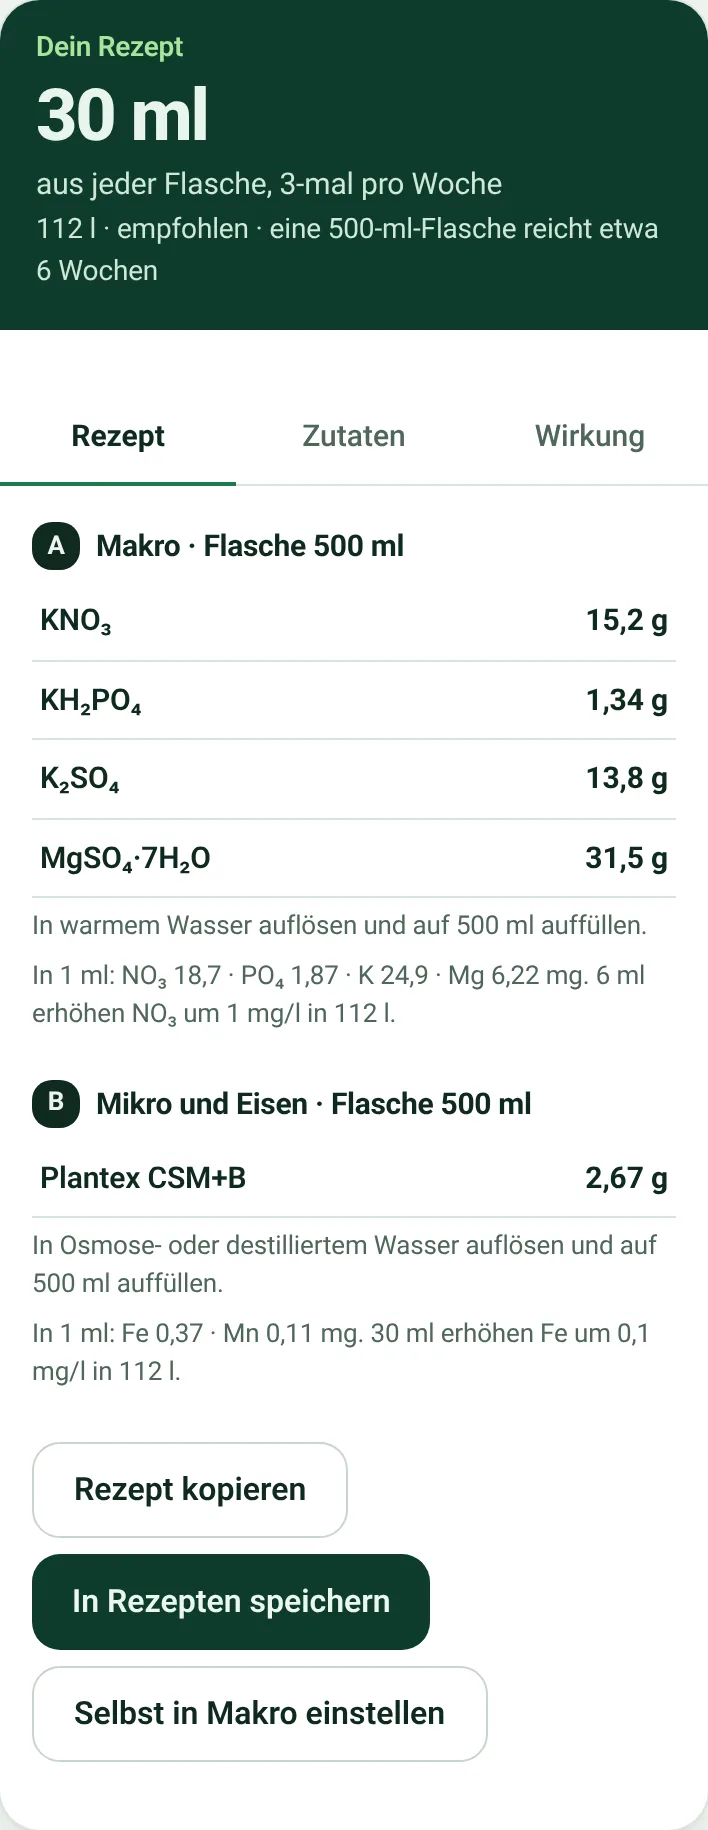 Dein Rezept
30 ml
aus jeder Flasche, 3-mal pro Woche
112 l · empfohlen · eine 500-ml-Flasche reicht etwa
6 Wochen
Rezept Zutaten Wirkung
A Makro · Flasche 500 ml
KNO₃ 15,2 g
KH₂PO₄ 1,34 g
K₂SO₄ 13,8 g
MgSO₄·7H₂O 31,5 g
In warmem Wasser auflösen und auf 500 ml auffüllen.
In 1 ml: NO₃ 18,7 · PO₄ 1,87 · K 24,9 · Mg 6,22 mg. 6 ml
erhöhen NO₃ um 1 mg/l in 112 l.
B Mikro und Eisen · Flasche 500 ml
Plantex CSM+B 2,67 g
In Osmose- oder destilliertem Wasser auflösen und auf
500 ml auffüllen.
In 1 ml: Fe 0,37 · Mn 0,11 mg. 30 ml erhöhen Fe um 0,1
mg/l in 112 l.
Rezept kopieren
In Rezepten speichern
Selbst in Makro einstellen